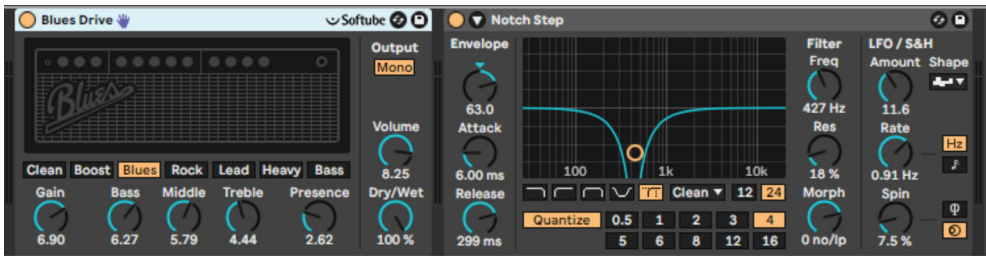 Blues Drive
Softube
Blues
Output
Mono
Volume
8.25
Clean Boost Blues Rock Lead Heavy Bass
Gain Bass Middle Treble Presence Dry/Wet
6.90 6.27 5.79 4.44 2.62 100 %
Notch Step
Envelope
63.0
Attack
6.00 ms
Release
299 ms
100 1k 10k
Clean 12 24
Quantize 0.5 1 2 3 4
5 6 8 12 16
Filter
Freq
427 Hz
Res
18 %
Morph
0 no/lp
LFO / S&H
Amount Shape
11.6
Rate
Hz
0.91 Hz
Spin
Φ
7.5 %